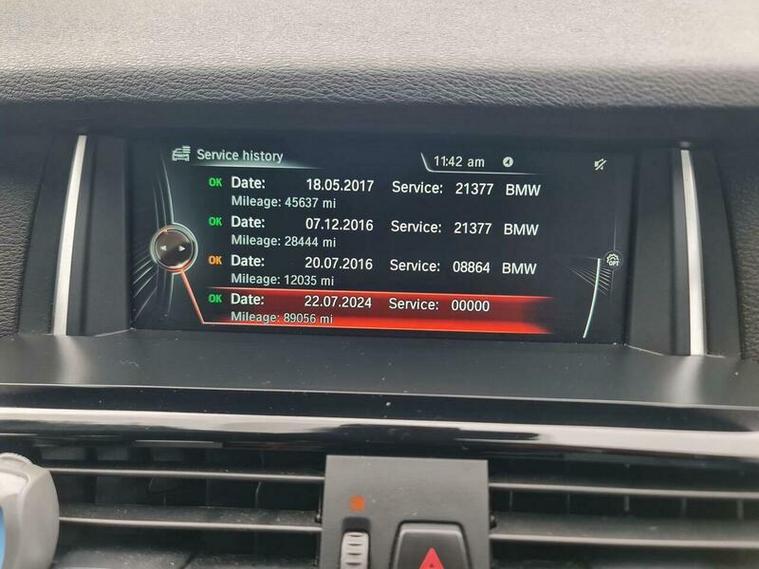 Service history
11:42 am
OK Date: 18.05.2017 Service: 21377 BMW
Mileage: 45637 mi
OK Date: 07.12.2016 Service: 21377 BMW
Mileage: 28444 mi
OK Date: 20.07.2016 Service: 08864 BMW
Mileage: 12035 mi
OK Date: 22.07.2024 Service: 00000
Mileage: 89056 mi